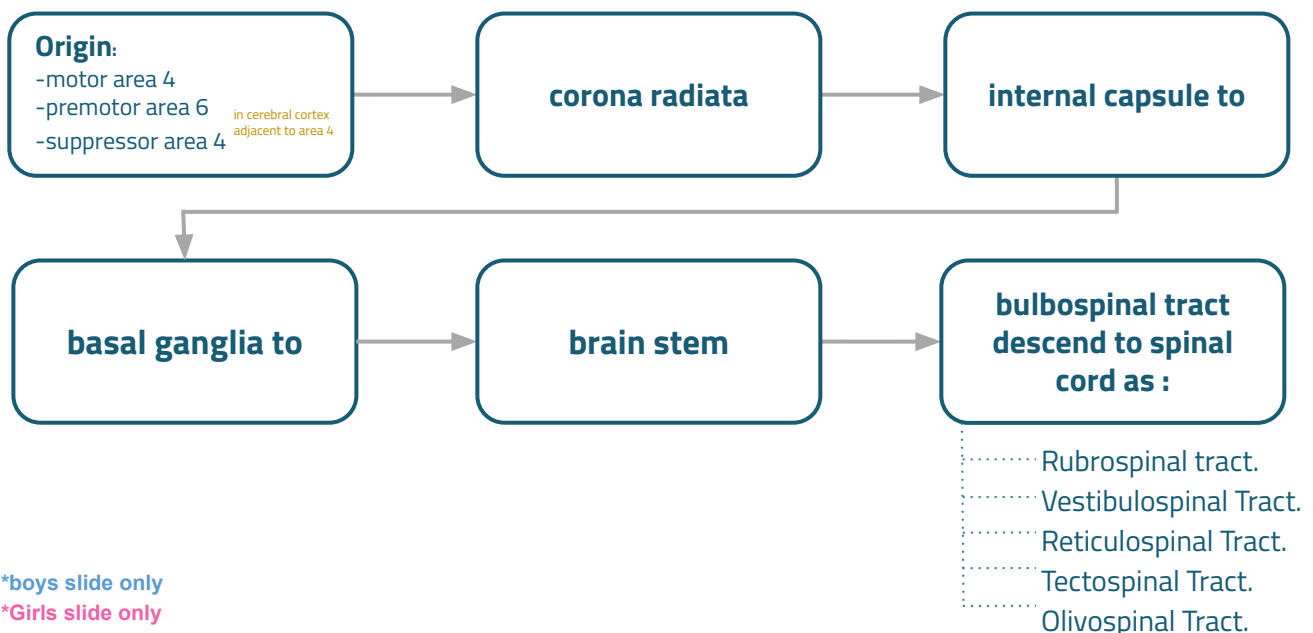 Origin:
-motor area 4
-premotor area 6
-suppressor area 4
in cerebral cortex
adjacent to area 4
corona radiata
internal capsule to
basal ganglia to
brain stem
bulbospinal tract
descend to spinal
cord as :
Rubrospinal tract.
Vestibulospinal Tract.
Reticulospinal Tract.
Tectospinal Tract.
Olivospinal Tract.
*boys slide only
*Girls slide only